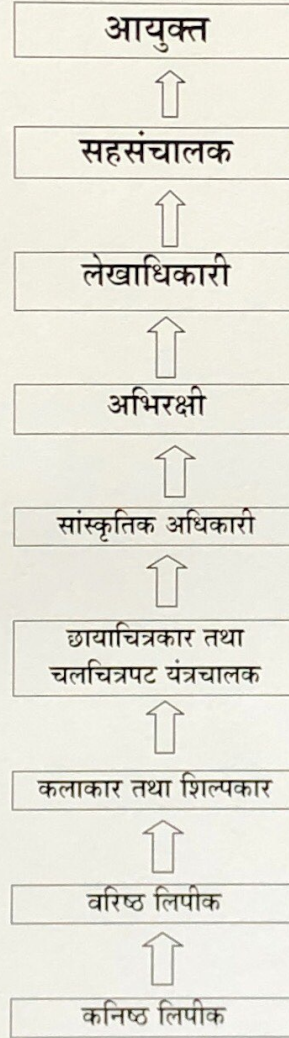 आयुक्त
सहसंचालक
लेखाधिकारी
अभिरक्षी
सांस्कृतिक अधिकारी
छायाचित्रकार तथा
चलचित्रपट यंत्रचालक
कलाकार तथा शिल्पकार
वरिष्ठ लिपीक
कनिष्ठ लिपीक